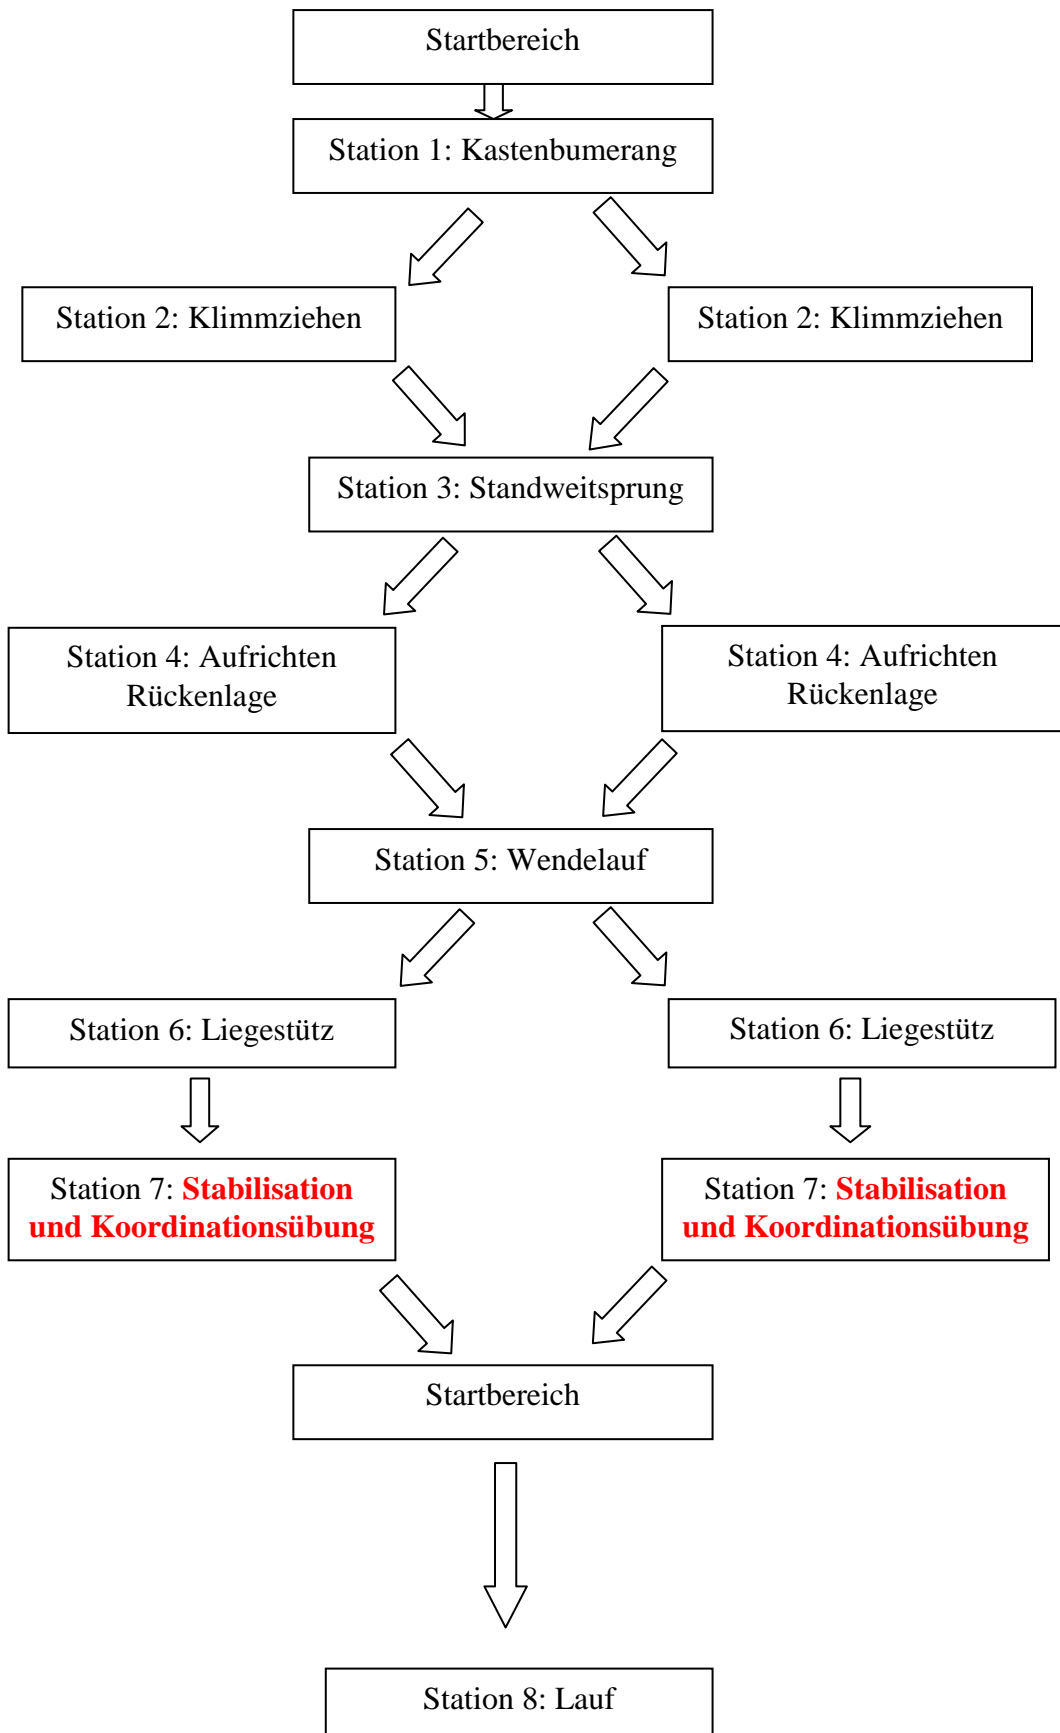 Startbereich
Station 1: Kastenbumerang
Station 2: Klimmziehen
Station 2: Klimmziehen
Station 3: Standweitsprung
Station 4: Aufrichten
Rückenlage
Station 4: Aufrichten
Rückenlage
Station 5: Wendelauf
Station 6: Liegestütz
Station 6: Liegestütz
Station 7: Stabilisation
und Koordinationsübung
Station 7: Stabilisation
und Koordinationsübung
Startbereich
Station 8: Lauf